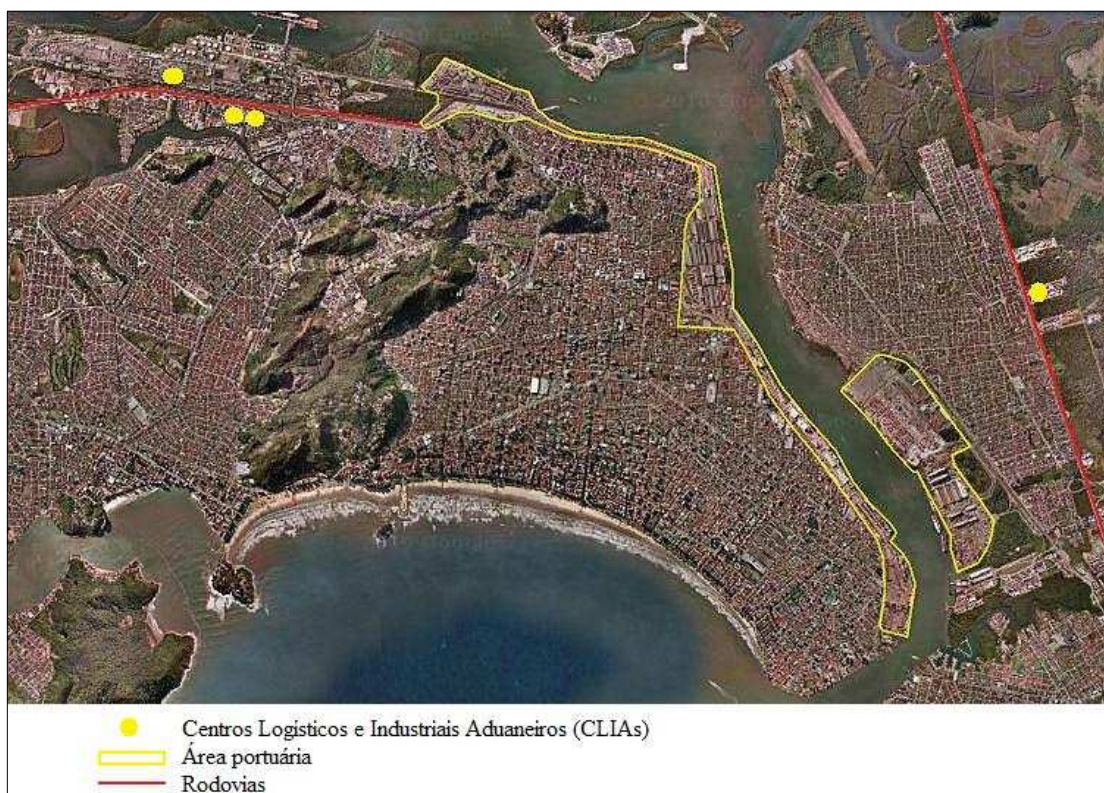 Centros Logísticos e Industriais Aduaneiros (CLIAs)
Área portuária
Rodovias